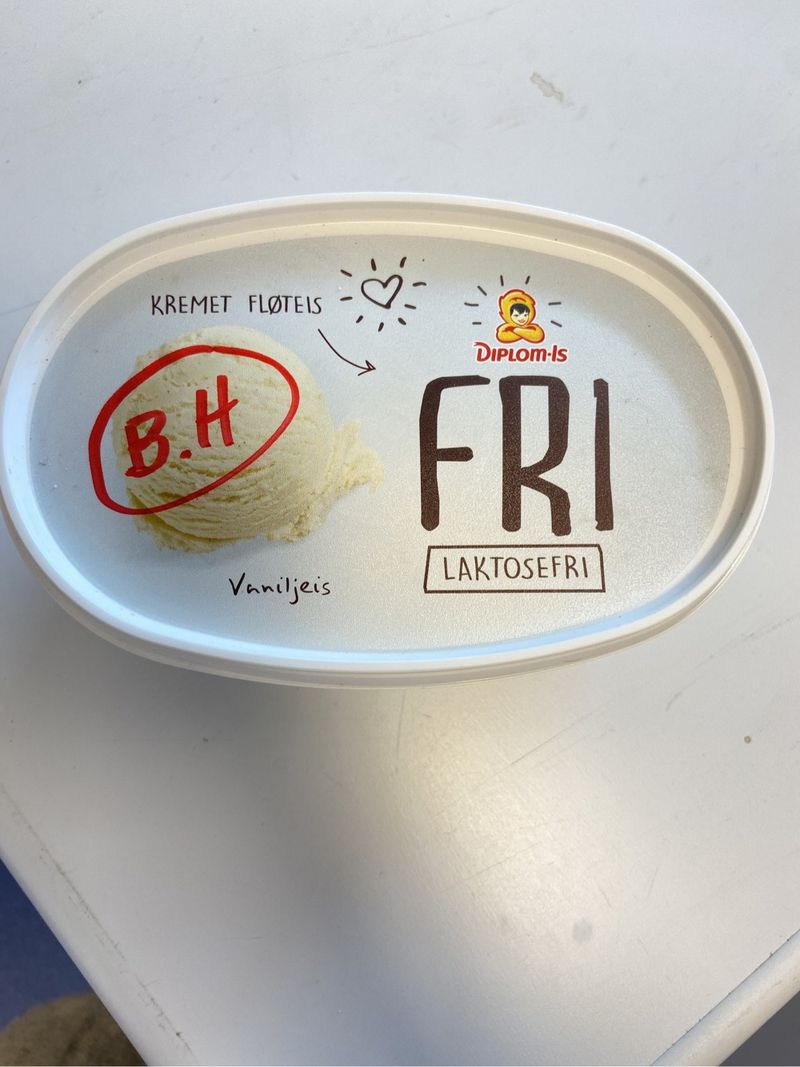 KREMET FLØTEIS
DIPLOM-IS
B.H
FRI
LAKTOSEFRI
Vaniljeis